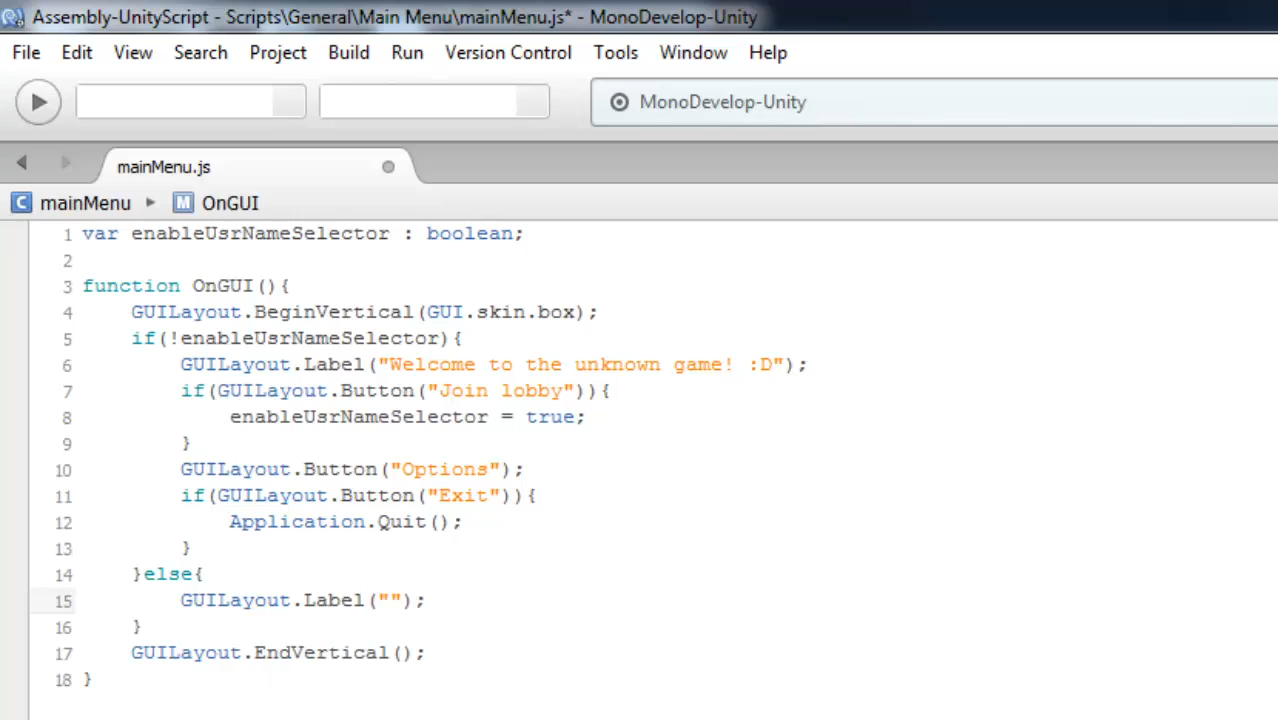 Assembly-UnityScript - Scripts\General\Main Menu\mainMenu.js* - MonoDevelop-Unity
File Edit View Search Project Build Run Version Control Tools Window Help
MonoDevelop-Unity
mainMenu.js
C mainMenu M OnGUI
1 var enableUsrNameSelector : boolean;
2
3 function OnGUI(){
4 GUILayout.BeginVertical(GUI.skin.box);
5 if(!enableUsrNameSelector){
6 GUILayout.Label("Welcome to the unknown game! :D");
7 if(GUILayout.Button("Join lobby")){
8 enableUsrNameSelector = true;
9 }
10 GUILayout.Button("Options");
11 if(GUILayout.Button("Exit")){
12 Application.Quit();
13 }
14 }else{
15 GUILayout.Label("");
16 }
17 GUILayout.EndVertical();
18 }